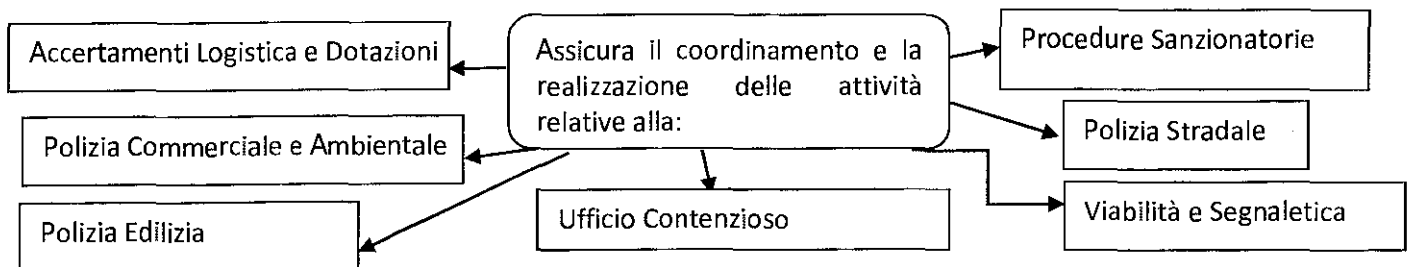 Accertamenti Logistica e Dotazioni
Assicura il coordinamento e la
realizzazione delle attività
relative alla:
Procedure Sanzionatorie
Polizia Commerciale e Ambientale
Polizia Stradale
Polizia Edilizia
Ufficio Contenzioso
Viabilità e Segnaletica